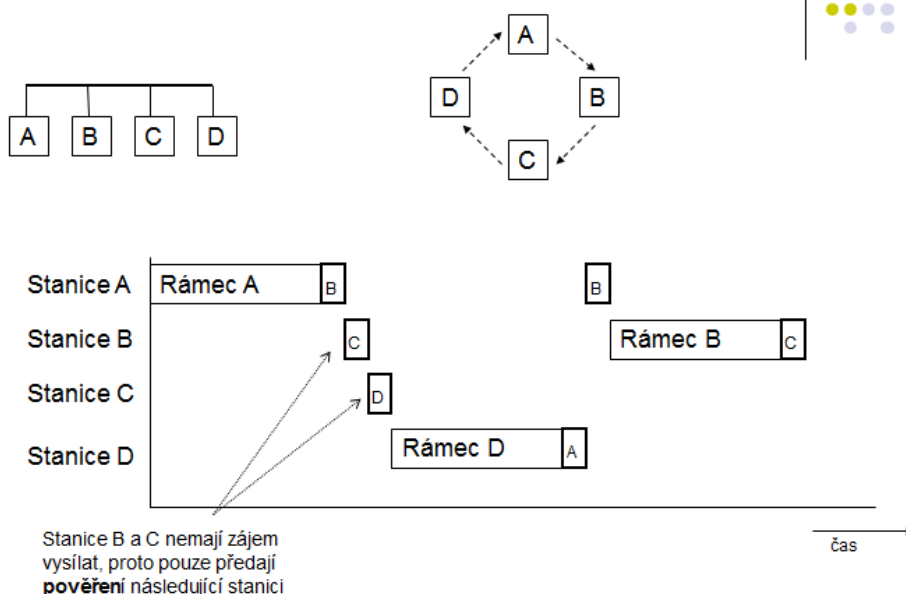 A
D
B
C
A B C D
Stanice A Rámec A B B
Stanice B C Rámec B C
Stanice C D
Stanice D Rámec D A
Stanice B a C nemají zájem
vysílat, proto pouze předají
pověření následující stanici
čas